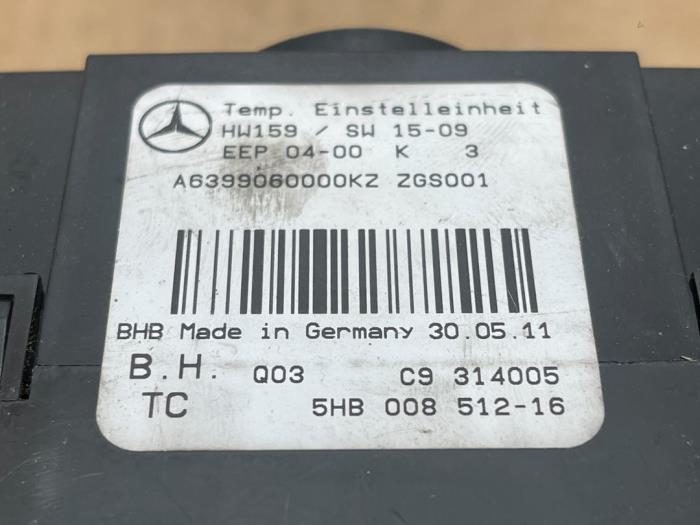 Temp. Einstelleinheit
HW159 / SW 15-09
EEP 04-00 K 3
A6399060000KZ ZGS001
BHB Made in Germany 30.05.11
B.H. Q03 C9 314005
TC 5HB 008 512-16